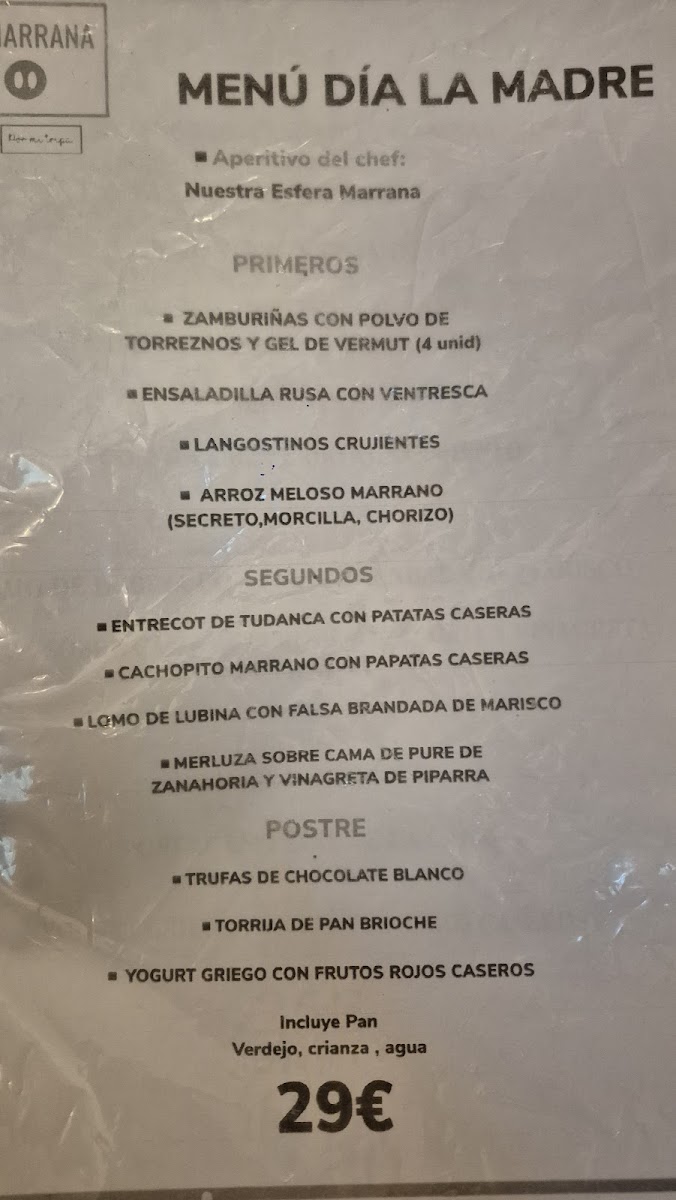 MARRANA
MENÚ DÍA LA MADRE
▪ Aperitivo del chef:
Nuestra Esfera Marrana
PRIMEROS
▪ ZAMBURIÑAS CON POLVO DE
TORREZNOS Y GEL DE VERMUT (4 unid)
▪ ENSALADILLA RUSA CON VENTRESCA
▪ LANGOSTINOS CRUJIENTES
▪ ARROZ MELOSO MARRANO
(SECRETO,MORCILLA, CHORIZO)
SEGUNDOS
▪ ENTRECOT DE TUDANCA CON PATATAS CASERAS
▪ CACHOPITO MARRANO CON PAPATAS CASERAS
▪ LOMO DE LUBINA CON FALSA BRANDADA DE MARISCO
▪ MERLUZA SOBRE CAMA DE PURE DE
ZANAHORIA Y VINAGRETA DE PIPARRA
POSTRE
▪ TRUFAS DE CHOCOLATE BLANCO
▪ TORRIJA DE PAN BRIOCHE
▪ YOGURT GRIEGO CON FRUTOS ROJOS CASEROS
Incluye Pan
Verdejo, crianza , agua
29€